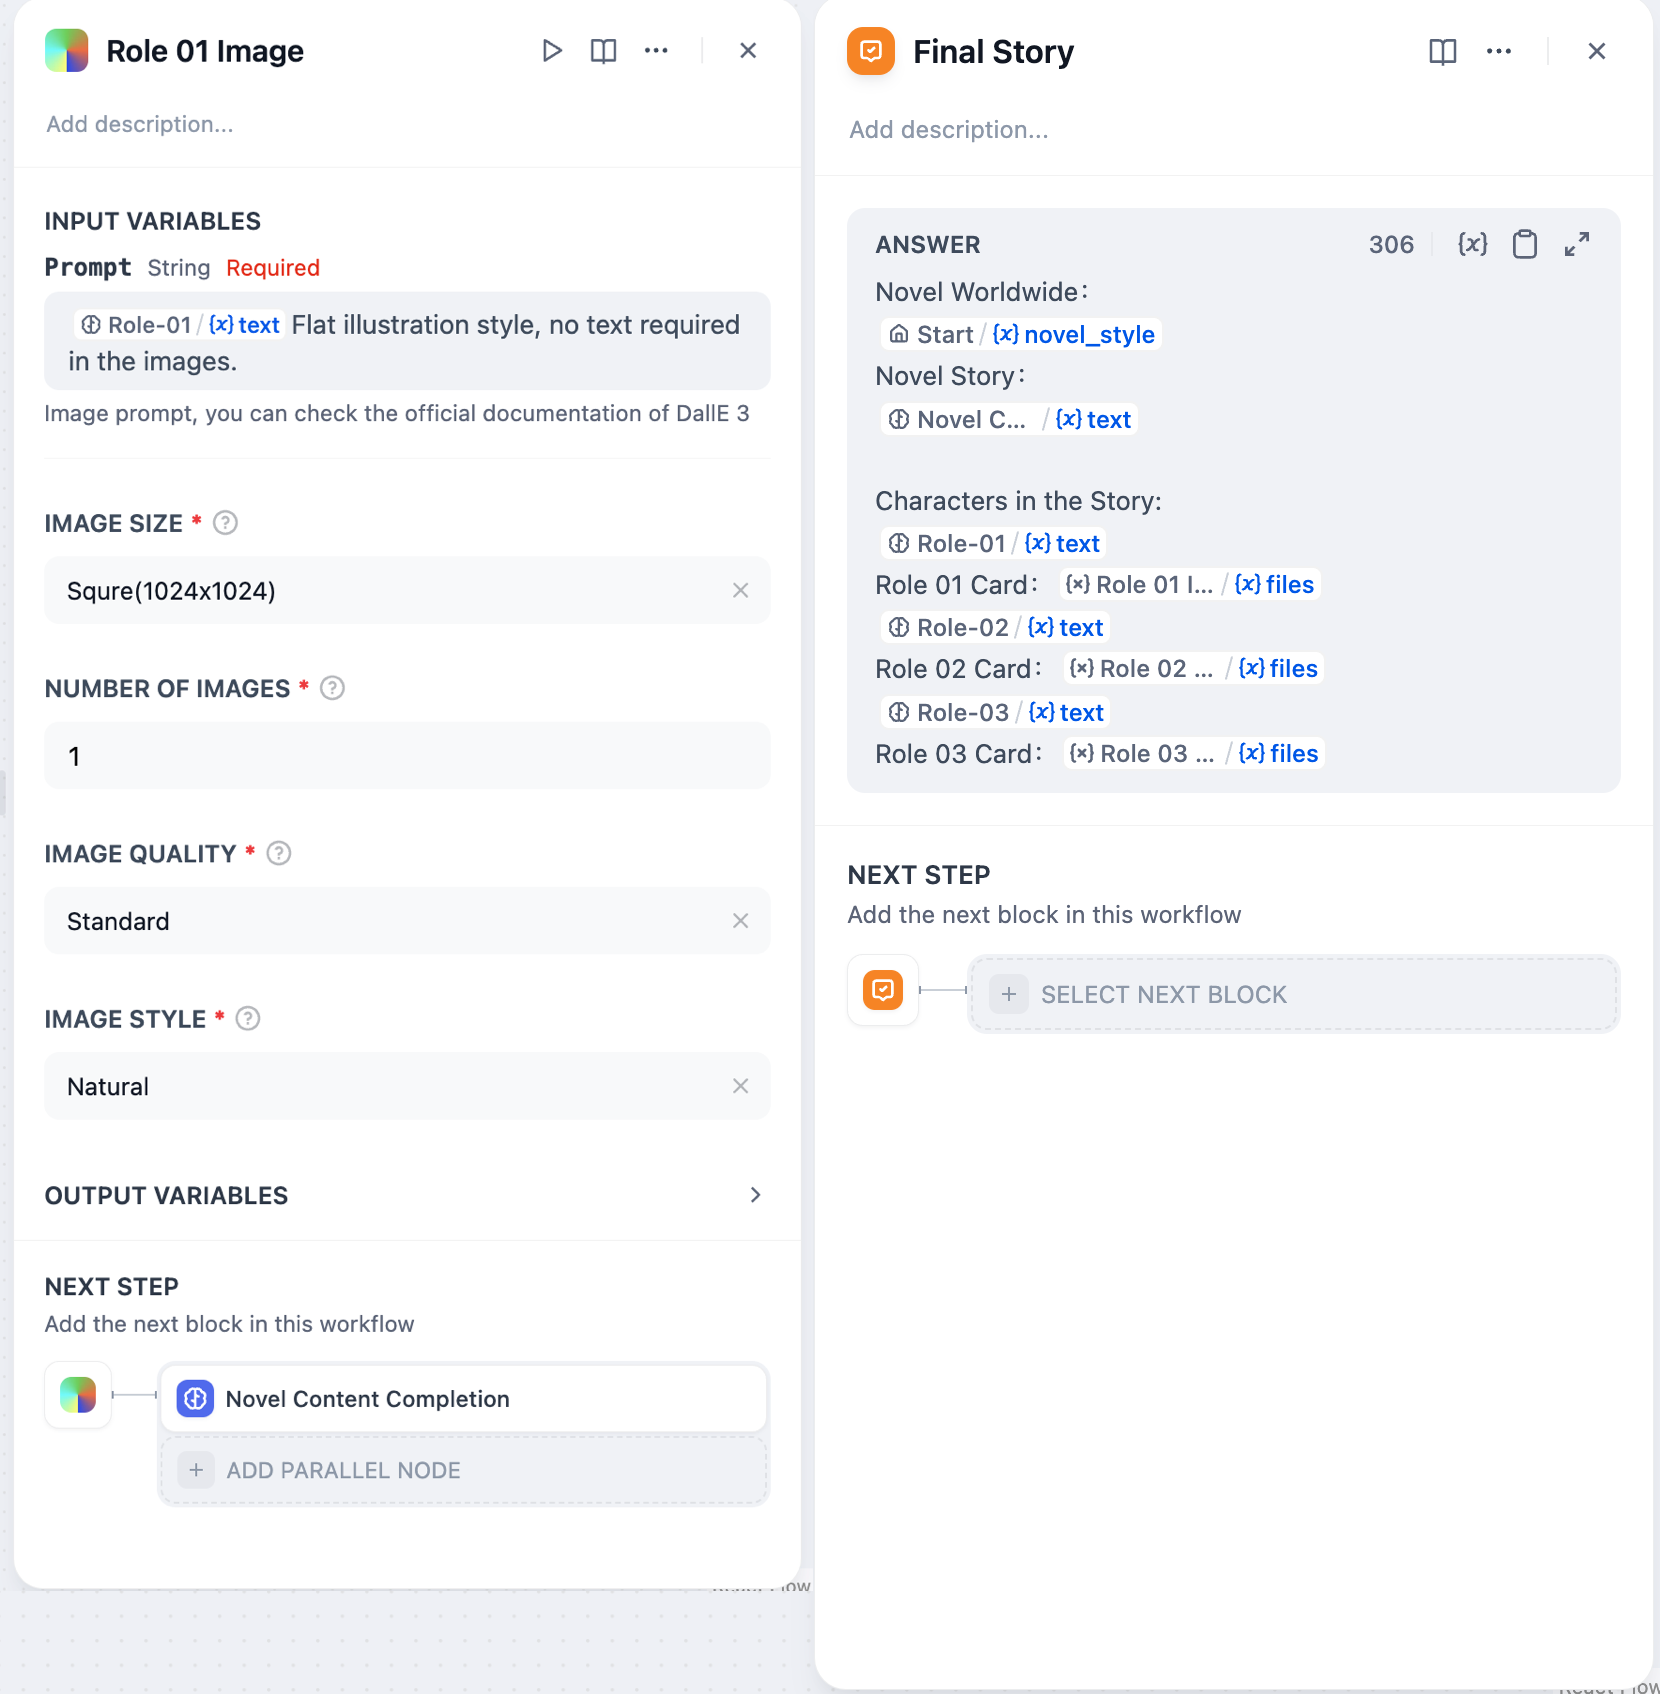 Role 01 Image
Add description...
INPUT VARIABLES
Prompt String Required
Role-01 / {x} text Flat illustration style, no text required
in the images.
Image prompt, you can check the official documentation of DallE 3
IMAGE SIZE *
Squre(1024x1024)
NUMBER OF IMAGES *
1
IMAGE QUALITY *
Standard
IMAGE STYLE *
Natural
OUTPUT VARIABLES
NEXT STEP
Add the next block in this workflow
Novel Content Completion
+ ADD PARALLEL NODE
Final Story
Add description...
ANSWER 306 {x}
Novel Worldwide：
Start / {x} novel_style
Novel Story：
Novel C... / {x} text
Characters in the Story:
Role-01 / {x} text
Role 01 Card： {x} Role 01 I... / {x} files
Role-02 / {x} text
Role 02 Card： {x} Role 02 ... / {x} files
Role-03 / {x} text
Role 03 Card： {x} Role 03 ... / {x} files
NEXT STEP
Add the next block in this workflow
+ SELECT NEXT BLOCK